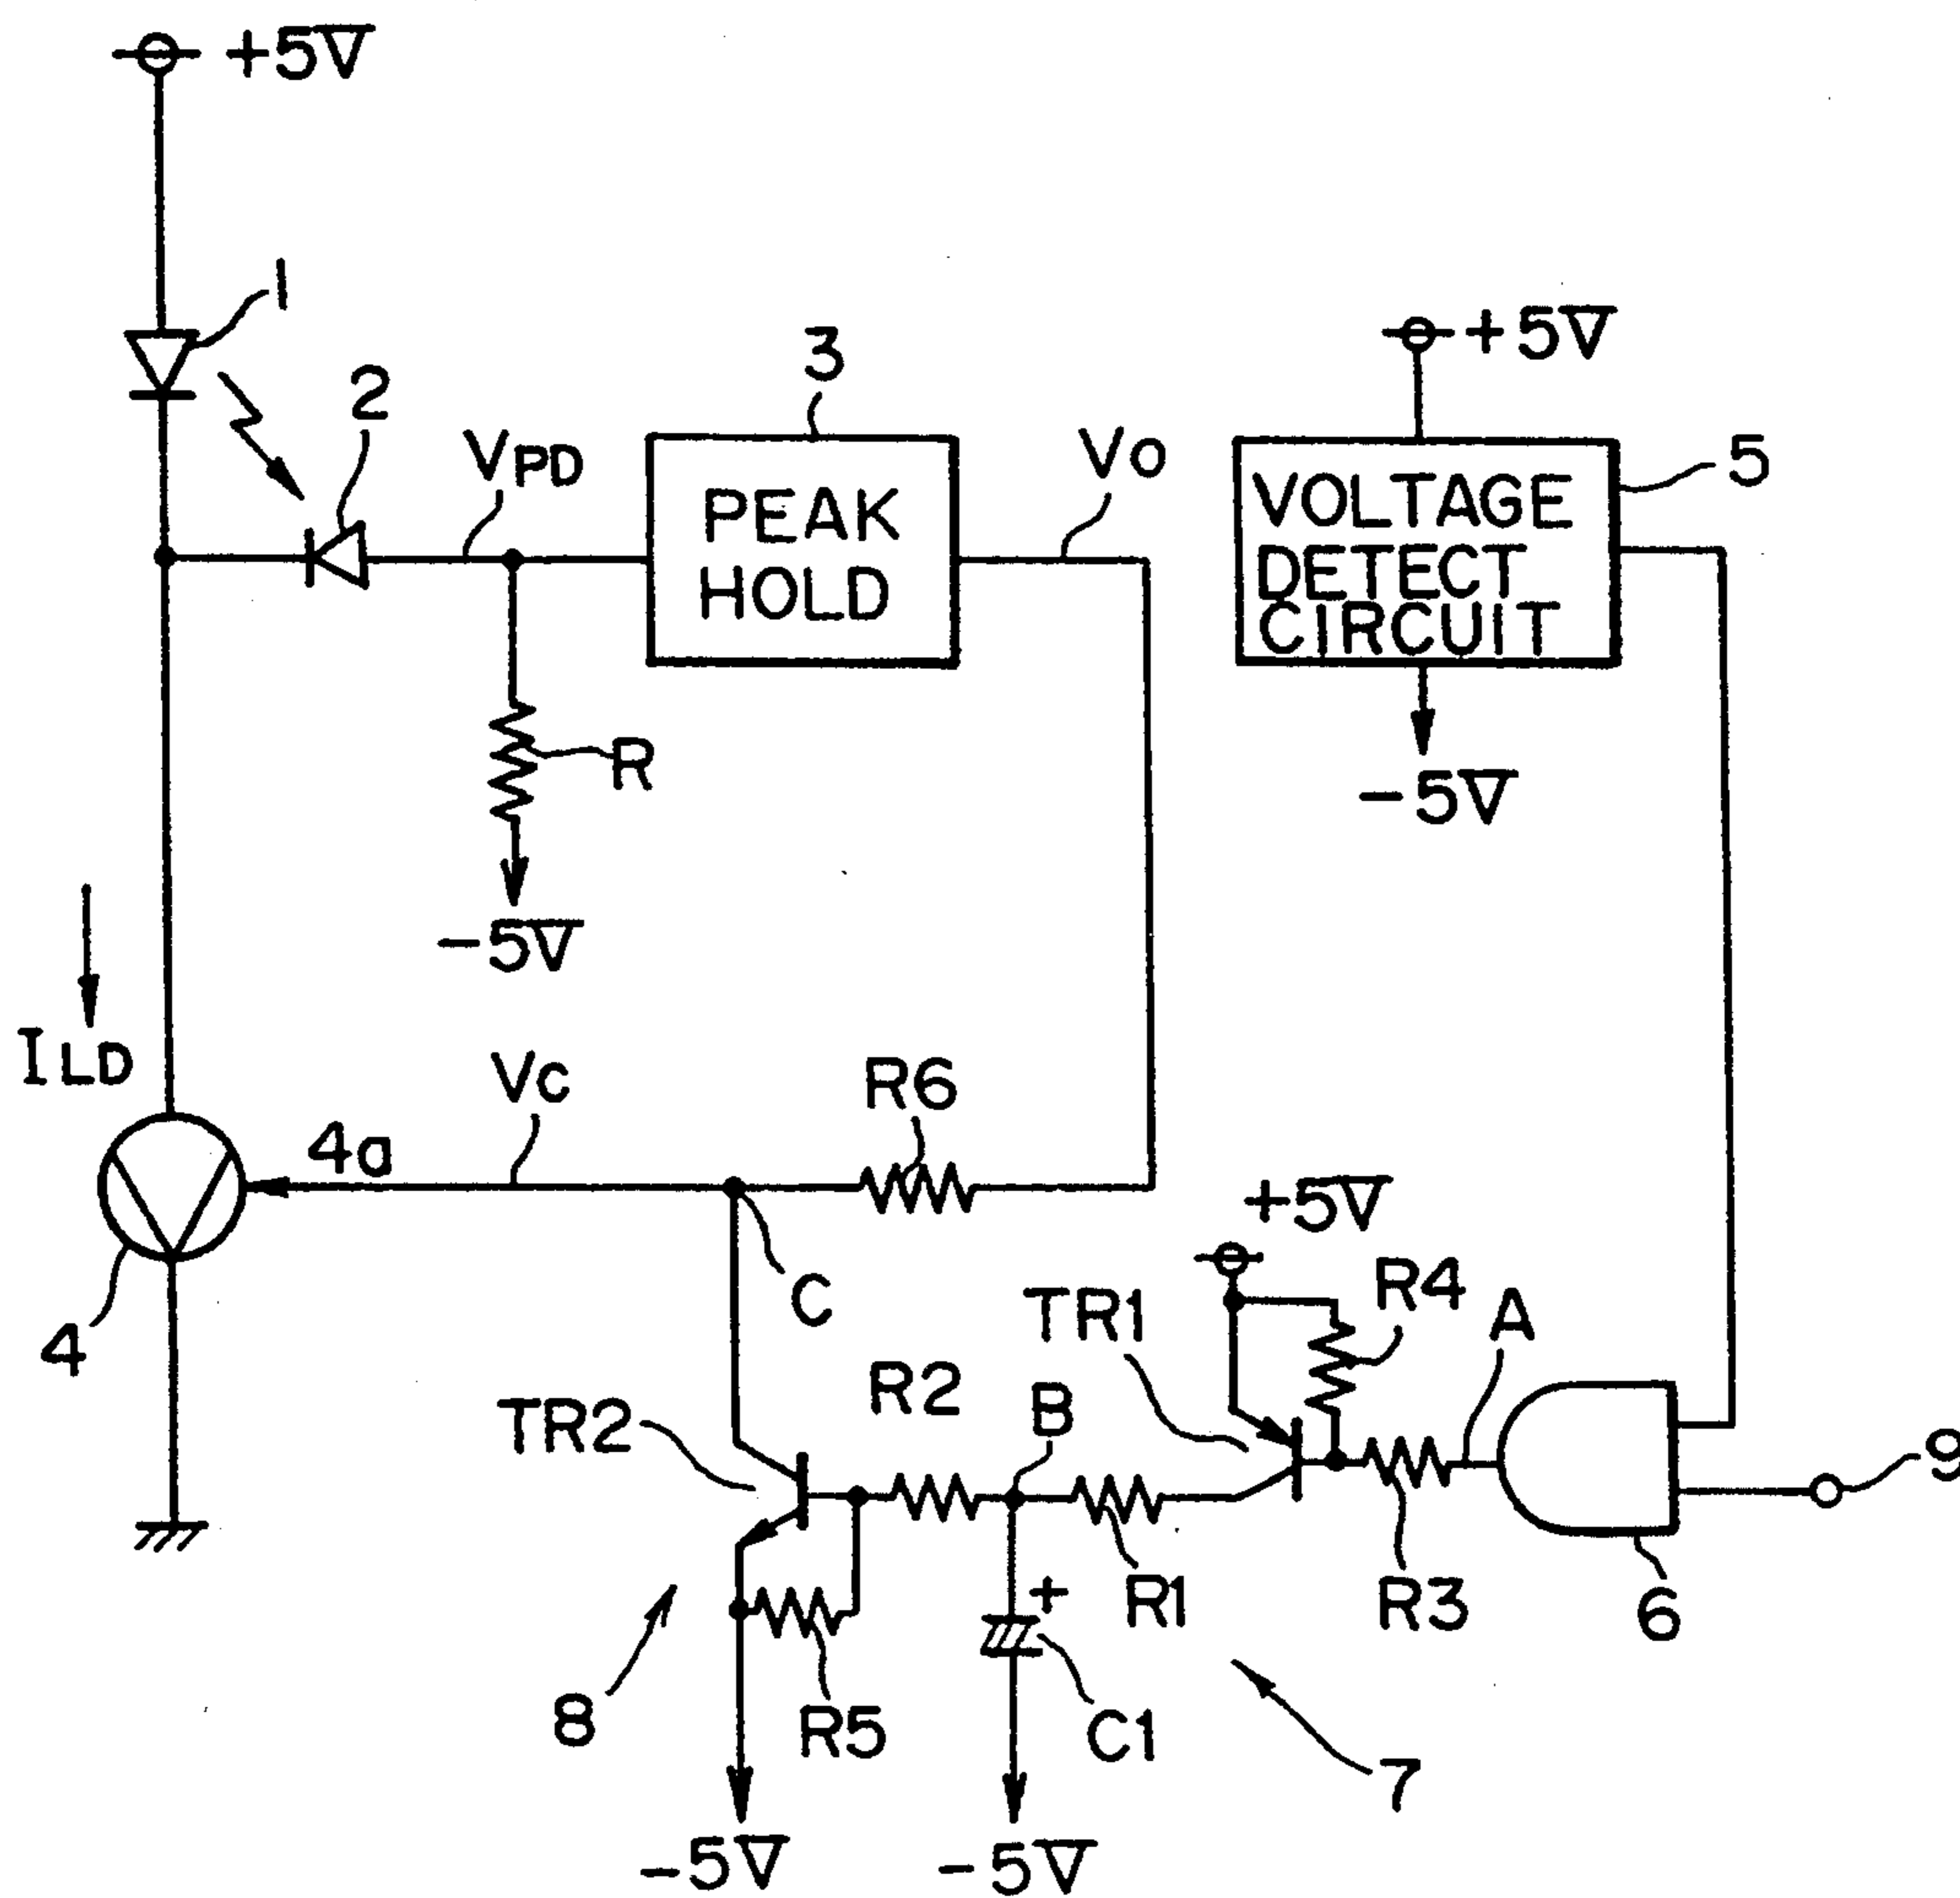 +5V
1
2
VPD
3
PEAK
HOLD
Vo
+5V
VOLTAGE
DETECT
CIRCUIT
5
-5V
R
-5V
ILD
Vc
R6
4a
4
C
+5V
R4
TR1
A
R2
B
TR2
9
+
R1
R3
6
8
R5
C1
7
-5V
-5V